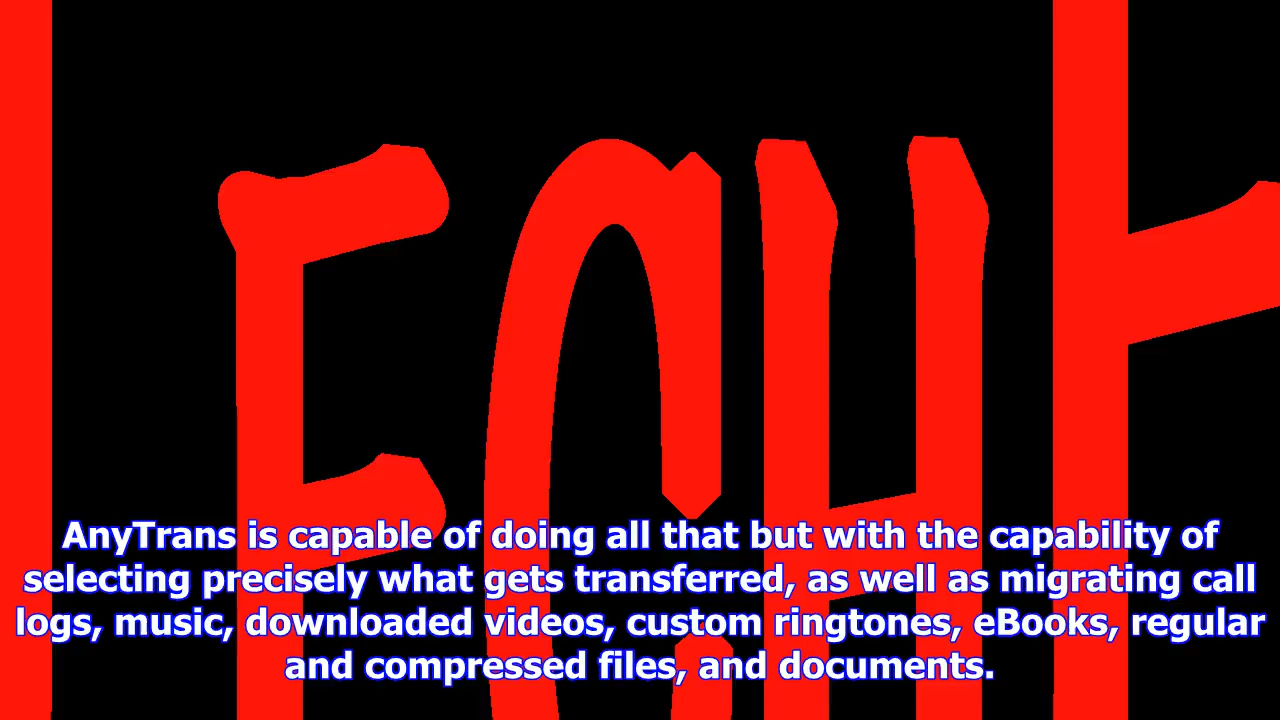 ECH
AnyTrans is capable of doing all that but with the capability of
selecting precisely what gets transferred, as well as migrating call
logs, music, downloaded videos, custom ringtones, eBooks, regular
and compressed files, and documents.